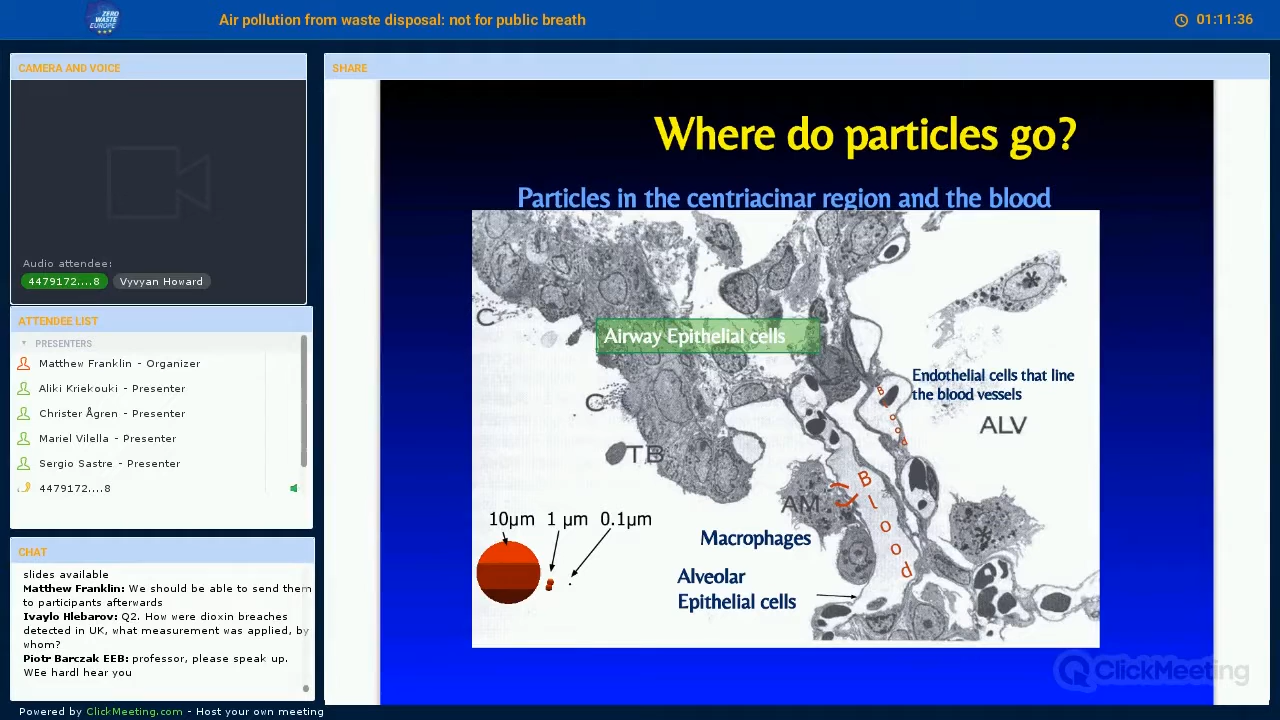 ZERO WASTE EUROPE
Air pollution from waste disposal: not for public breath
01:11:36
CAMERA AND VOICE
Audio attendee:
4479172....8
Vyvyan Howard
ATTENDEE LIST
PRESENTERS
Matthew Franklin - Organizer
Aliki Kriekouki - Presenter
Christer Ågren - Presenter
Mariel Vilella - Presenter
Sergio Sastre - Presenter
4479172....8
CHAT
slides available
Matthew Franklin: We should be able to send them
to participants afterwards
Ivaylo Hlebarov: Q2. How were dioxin breaches
detected in UK, what measurement was applied, by
whom?
Piotr Barczak EEB: professor, please speak up.
WEe hardl hear you
Powered by ClickMeeting.com - Host your own meeting
SHARE
Where do particles go?
Particles in the centriacinar region and the blood
C
Airway Epithelial cells
Endothelial cells that line
the blood vessels
Blood
C
ALV
TB
AM
Blood
10µm 1 µm 0.1µm
Macrophages
Alveolar
Epithelial cells
ClickMeeting